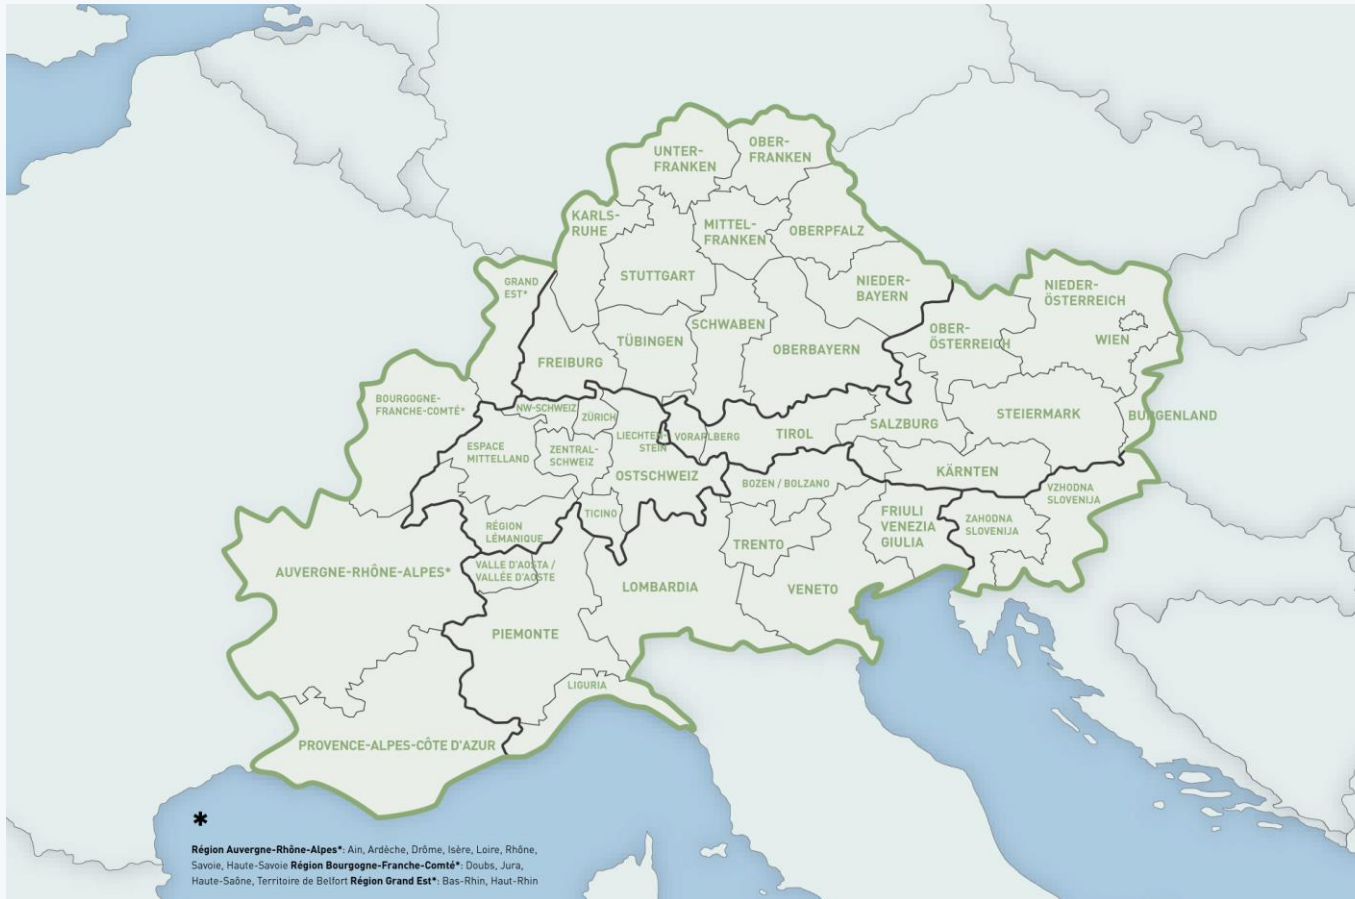 UNTER-
FRANKEN
OBER-
FRANKEN
KARLS-
RUHE
MITTEL-
FRANKEN
OBERPFALZ
STUTTGART
GRAND
EST*
NIEDER-
BAYERN
NIEDER-
ÖSTERREICH
SCHWABEN
OBER-
ÖSTERREICH
WIEN
TÜBINGEN
OBERBAYERN
FREIBURG
BOURGOGNE-
FRANCHE-COMTÉ*
NW-SCHWEIZ
ZÜRICH
STEIERMARK
BURGENLAND
SALZBURG
LIECHTEN-
STEIN
VORARLBERG
TIROL
ESPACE
MITTELLAND
ZENTRAL-
SCHWEIZ
OSTSCHWEIZ
KÄRNTEN
BOZEN / BOLZANO
VZHODNA
SLOVENIJA
TICINO
FRIULI
VENEZIA
GIULIA
ZAHODNA
SLOVENIJA
RÉGION
LÉMANIQUE
TRENTO
VALLE D'AOSTA /
VALLÉE D'AOSTE
AUVERGNE-RHÔNE-ALPES*
LOMBARDIA
VENETO
PIEMONTE
LIGURIA
PROVENCE-ALPES-CÔTE D'AZUR
*
Région Auvergne-Rhône-Alpes*: Ain, Ardèche, Drôme, Isère, Loire, Rhône,
Savoie, Haute-Savoie Région Bourgogne-Franche-Comté*: Doubs, Jura,
Haute-Saône, Territoire de Belfort Région Grand Est*: Bas-Rhin, Haut-Rhin